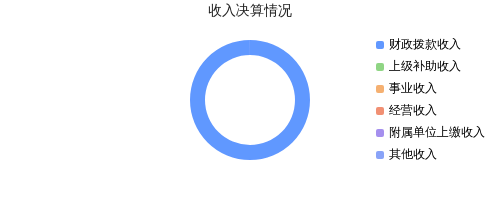 收入决算情况
财政拨款收入
上级补助收入
事业收入
经营收入
附属单位上缴收入
其他收入